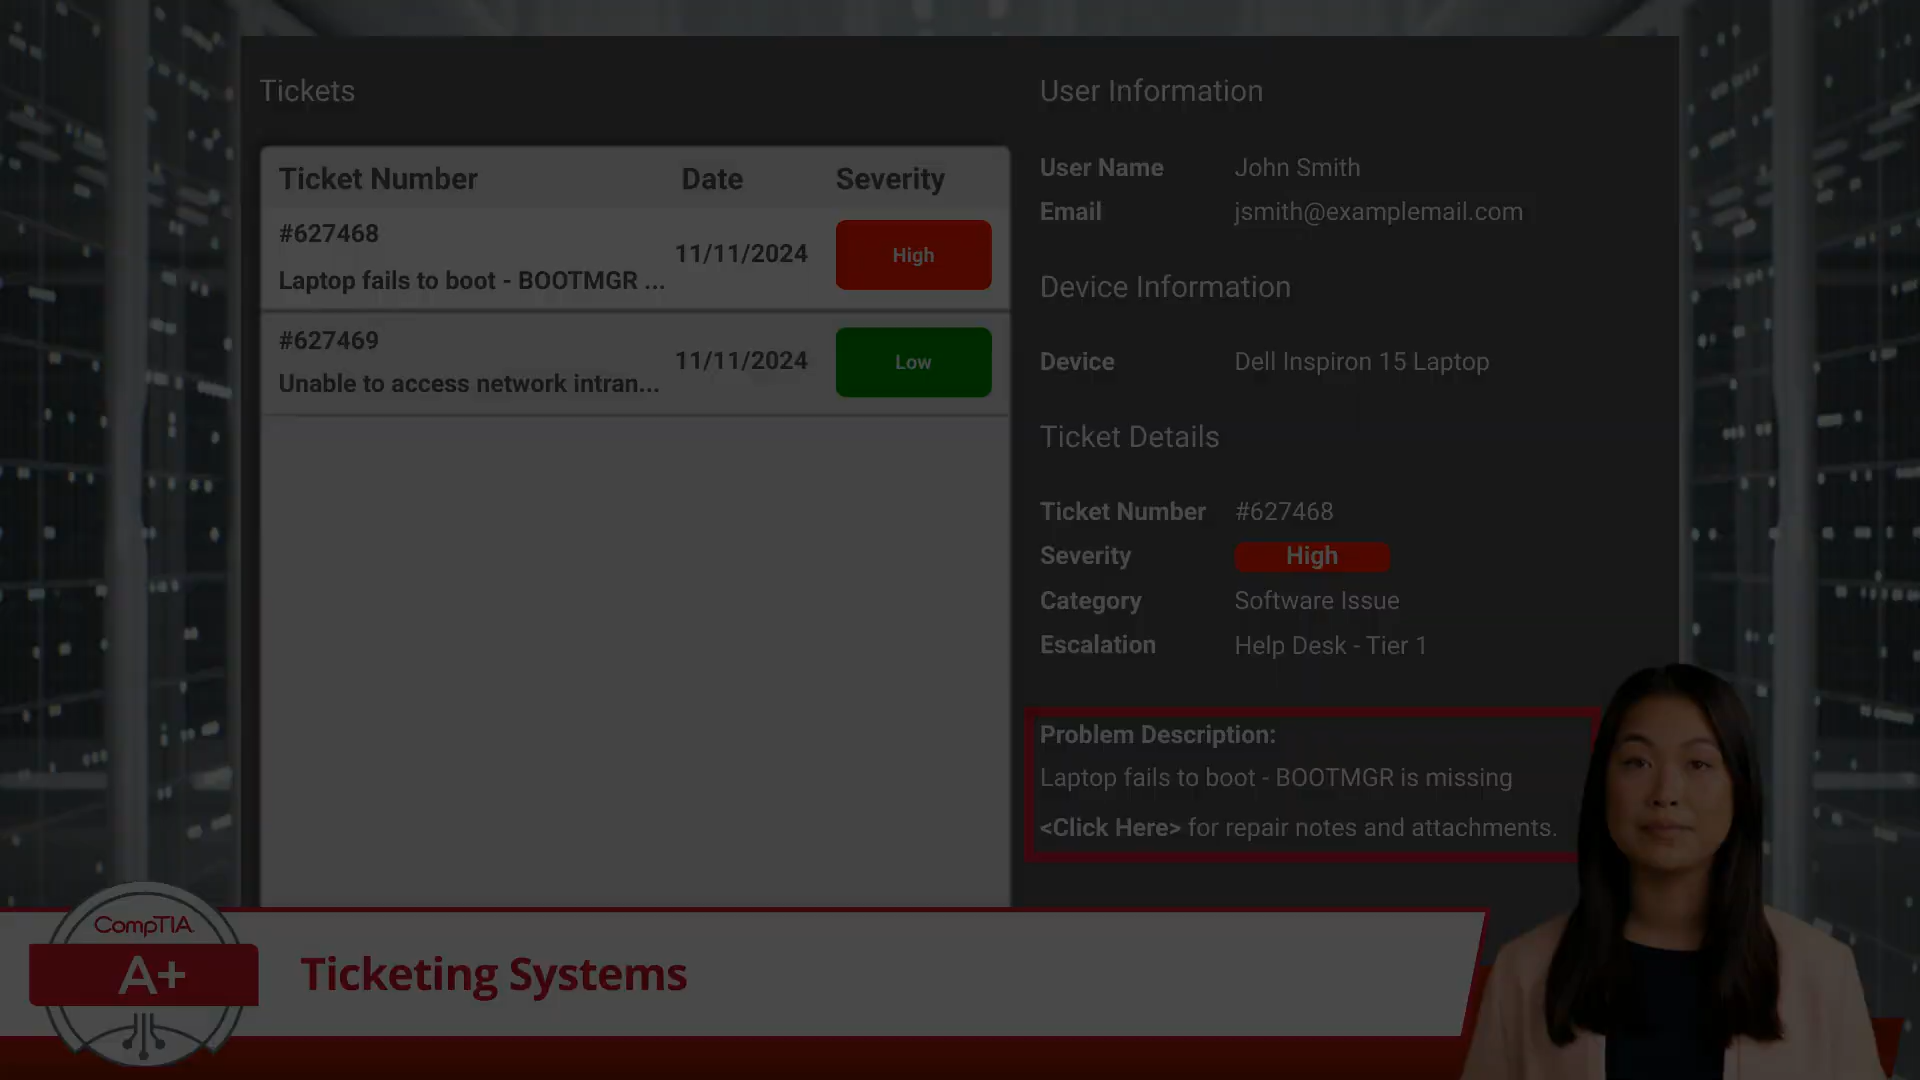 Tickets
Ticket Number Date Severity
#627468
Laptop fails to boot - BOOTMGR ...
11/11/2024
High
#627469
Unable to access network intran...
11/11/2024
Low
User Information
User Name John Smith
Email jsmith@examplemail.com
Device Information
Device Dell Inspiron 15 Laptop
Ticket Details
Ticket Number #627468
Severity High
Category Software Issue
Escalation Help Desk - Tier 1
Problem Description:
Laptop fails to boot - BOOTMGR is missing
<Click Here> for repair notes and attachments.
CompTIA
A+
Ticketing Systems